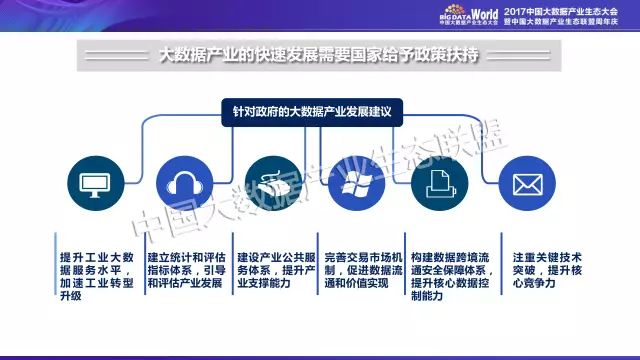 BIG DATA World
中国大数据产业生态大会
2017中国大数据产业生态大会
暨中国大数据产业生态联盟周年庆
大数据产业的快速发展需要国家给予政策扶持
针对政府的大数据产业发展建议
中国大数据产业生态联盟
提升工业大数
据服务水平，
加速工业转型
升级
建立统计和评估
指标体系，引导
和评估产业发展
建设产业公共服
务体系，提升产
业支撑能力
完善交易市场机
制，促进数据流
通和价值实现
构建数据跨境流
通安全保障体系，
提升核心数据控
制能力
注重关键技术
突破，提升核
心竞争力